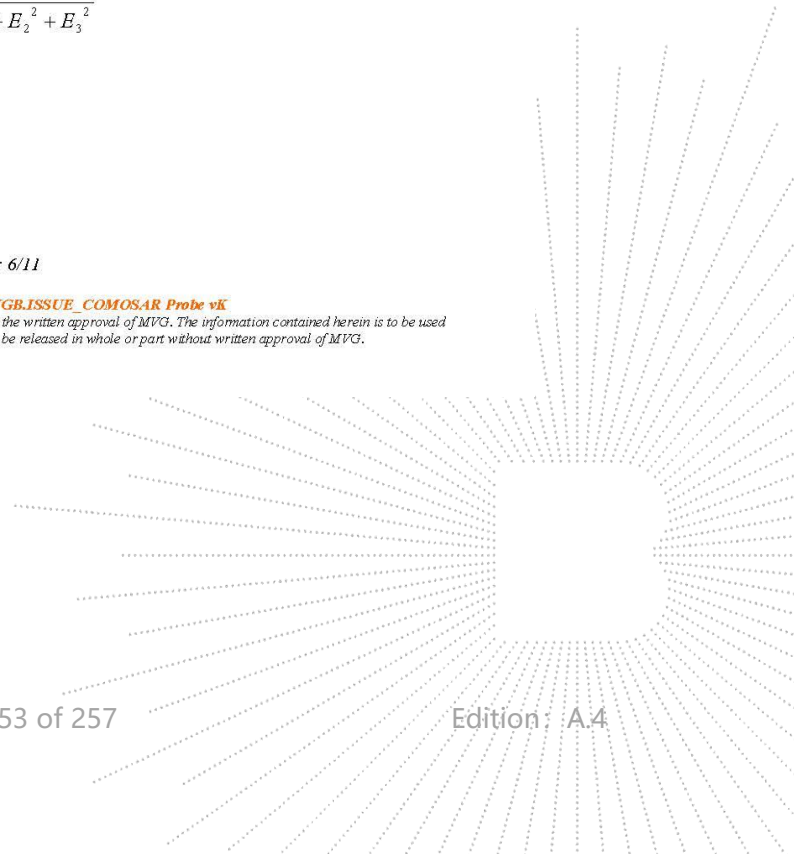 E₂² + E₃²
: 6/11
GB.ISSUE_COMOSAR Probe vK
the written approval of MVG. The information contained herein is to be used
be released in whole or part without written approval of MVG.
53 of 257 Edition: A.4